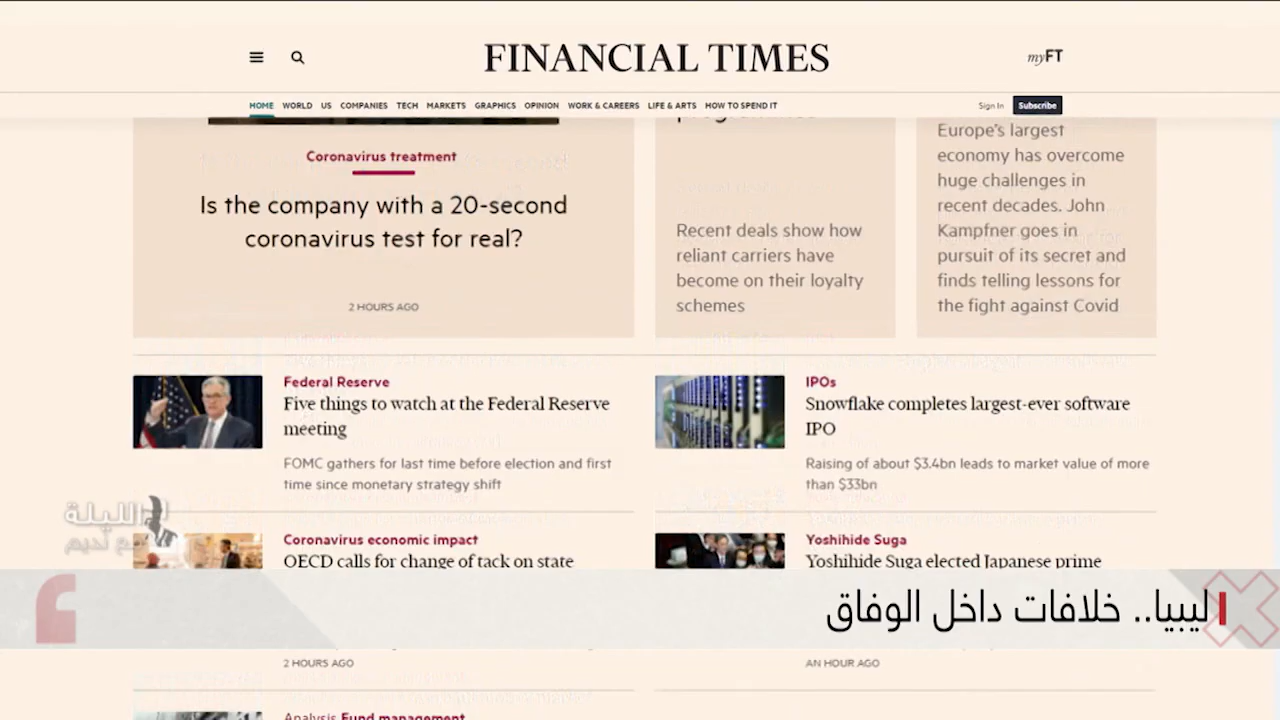 FINANCIAL TIMES
myFT
HOME WORLD US COMPANIES TECH MARKETS GRAPHICS OPINION WORK & CAREERS LIFE & ARTS HOW TO SPEND IT
Sign In Subscribe
Coronavirus treatment
Is the company with a 20-second
coronavirus test for real?
2 HOURS AGO
Recent deals show how
reliant carriers have
become on their loyalty
schemes
Europe's largest
economy has overcome
huge challenges in
recent decades. John
Kampfner goes in
pursuit of its secret and
finds telling lessons for
the fight against Covid
Federal Reserve
Five things to watch at the Federal Reserve
meeting
FOMC gathers for last time before election and first
time since monetary strategy shift
IPOs
Snowflake completes largest-ever software
IPO
Raising of about $3.4bn leads to market value of more
than $33bn
الليلة
Coronavirus economic impact
OECD calls for change of tack on state
Yoshihide Suga
Yoshihide Suga elected Japanese prime
ليبيا.. خلافات داخل الوفاق
2 HOURS AGO
AN HOUR AGO
Analysis Fund management